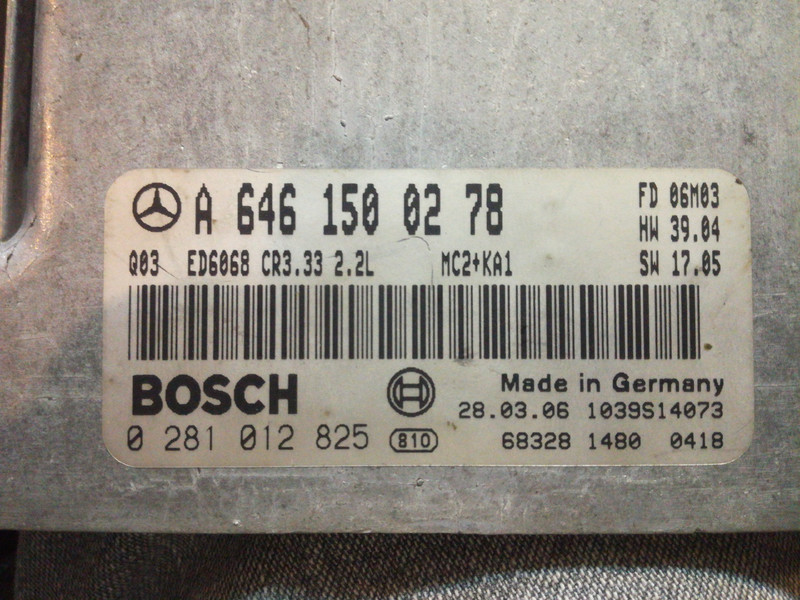 A 646 150 02 78
FD 06M03
HW 39.04
Q03 ED6068 CR3.33 2.2L MC2+KA1 SW 17.05
BOSCH
Made in Germany
28.03.06 1039S14073
0 281 012 825 810 68328 1480 0418